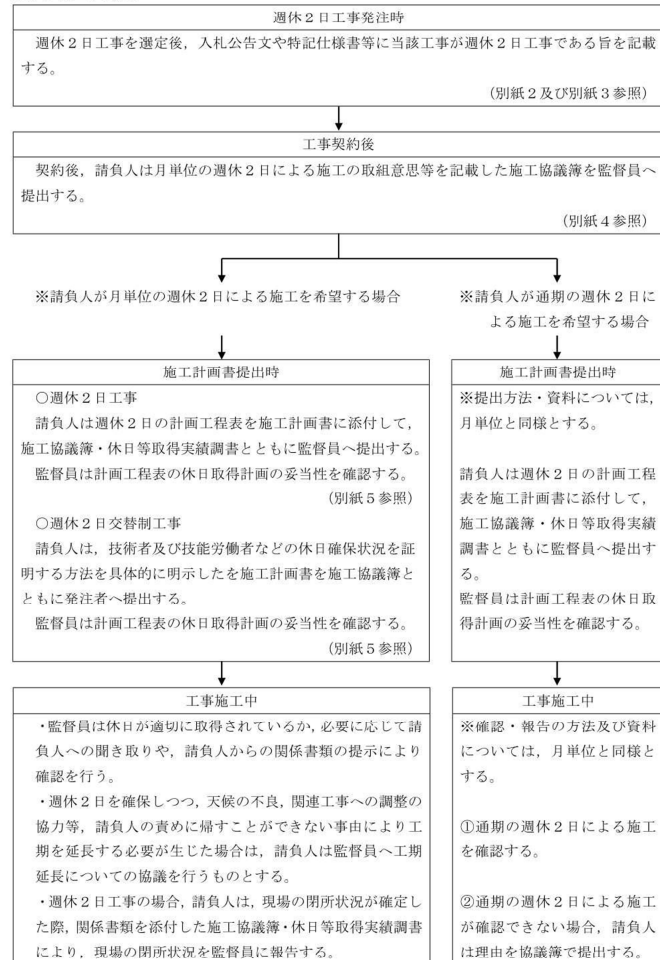 週休２日工事発注時
週休２日工事を選定後，入札公告文や特記仕様書等に当該工事が週休２日工事である旨を記載
する。
（別紙２及び別紙３参照）
工事契約後
契約後，請負人は月単位の週休２日による施工の取組意思等を記載した施工協議簿を監督員へ
提出する。
（別紙４参照）
※請負人が月単位の週休２日による施工を希望する場合
※請負人が通期の週休２日に
よる施工を希望する場合
施工計画書提出時
○週休２日工事
請負人は週休２日の計画工程表を施工計画書に添付して，
施工協議簿・休日等取得実績調書とともに監督員へ提出する。
監督員は計画工程表の休日取得計画の妥当性を確認する。
（別紙５参照）
○週休２日交替制工事
請負人は，技術者及び技能労働者などの休日確保状況を証
明する方法を具体的に明示したを施工計画書を施工協議簿と
ともに発注者へ提出する。
監督員は計画工程表の休日取得計画の妥当性を確認する。
（別紙５参照）
施工計画書提出時
※提出方法・資料については，
月単位と同様とする。
請負人は週休２日の計画工程
表を施工計画書に添付して，
施工協議簿・休日等取得実績
調書とともに監督員へ提出す
る。
監督員は計画工程表の休日取
得計画の妥当性を確認する。
工事施工中
・監督員は休日が適切に取得されているか，必要に応じて請
負人への聞き取りや，請負人からの関係書類の提示により
確認を行う。
・週休２日を確保しつつ，天候の不良，関連工事への調整の
協力等，請負人の責めに帰すことができない事由により工
期を延長する必要が生じた場合は，請負人は監督員へ工期
延長についての協議を行うものとする。
・週休２日工事の場合，請負人は，現場の閉所状況が確定し
た際，関係書類を添付した施工協議簿・休日等取得実績調書
により，現場の閉所状況を監督員に報告する。
工事施工中
※確認・報告の方法及び資料
については，月単位と同様と
する。
①通期の週休２日による施工
を確認する。
②通期の週休２日による施工
が確認できない場合，請負人
は理由を協議簿で提出する。